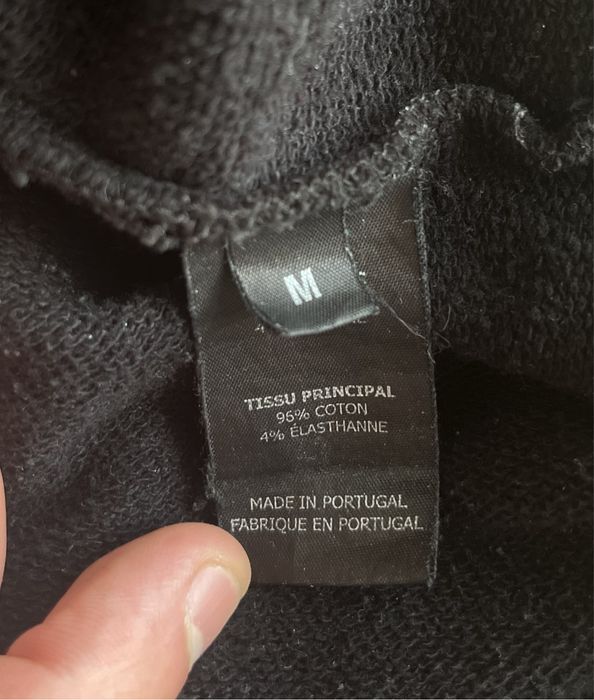 M
TISSU PRINCIPAL
96% COTON
4% ÉLASTHANNE
MADE IN PORTUGAL
FABRIQUE EN PORTUGAL